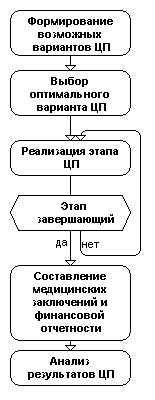 Формирование
возможных
вариантов ЦП
Выбор
оптимального
варианта ЦП
Реализация этапа
ЦП
Этап
завершающий
да
нет
Составление
медицинских
заключений и
финансовой
отчетности
Анализ
результатов ЦП